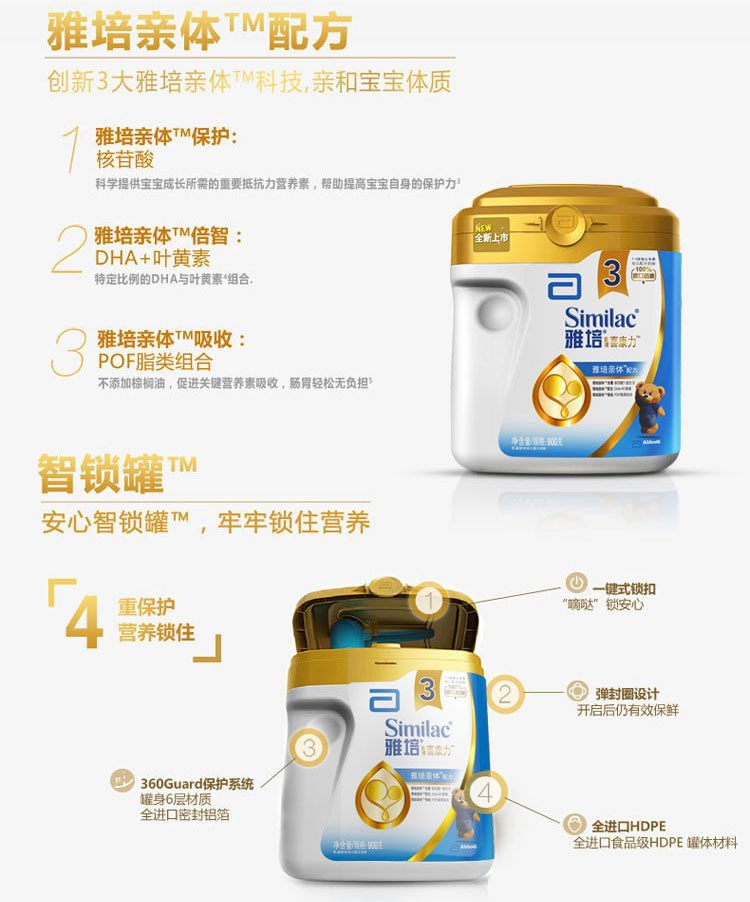 雅培亲体™配方
创新3大雅培亲体™科技,亲和宝宝体质
1
雅培亲体™保护:
核苷酸
科学提供宝宝成长所需的重要抵抗力营养素，帮助提高宝宝自身的保护力³
2
雅培亲体™倍智：
DHA+叶黄素
特定比例的DHA与叶黄素⁴组合.
3
雅培亲体™吸收：
POF脂类组合
不添加棕榈油，促进关键营养素吸收，肠胃轻松无负担⁵
NEW
全新上市
3
100%
Similac®
雅培 喜康力™
雅培亲体™配方
净含量/规格:900克
Abbott
智锁罐™
安心智锁罐™，牢牢锁住营养
4
重保护
营养锁住
1
一键式锁扣
"嘀哒"锁安心
3
Similac®
雅培 喜康力™
雅培亲体™配方
净含量/规格:900克
Abbott
2
弹封圈设计
开启后仍有效保鲜
3
360Guard保护系统
罐身6层材质
全进口密封铝箔
4
全进口HDPE
全进口食品级HDPE 罐体材料